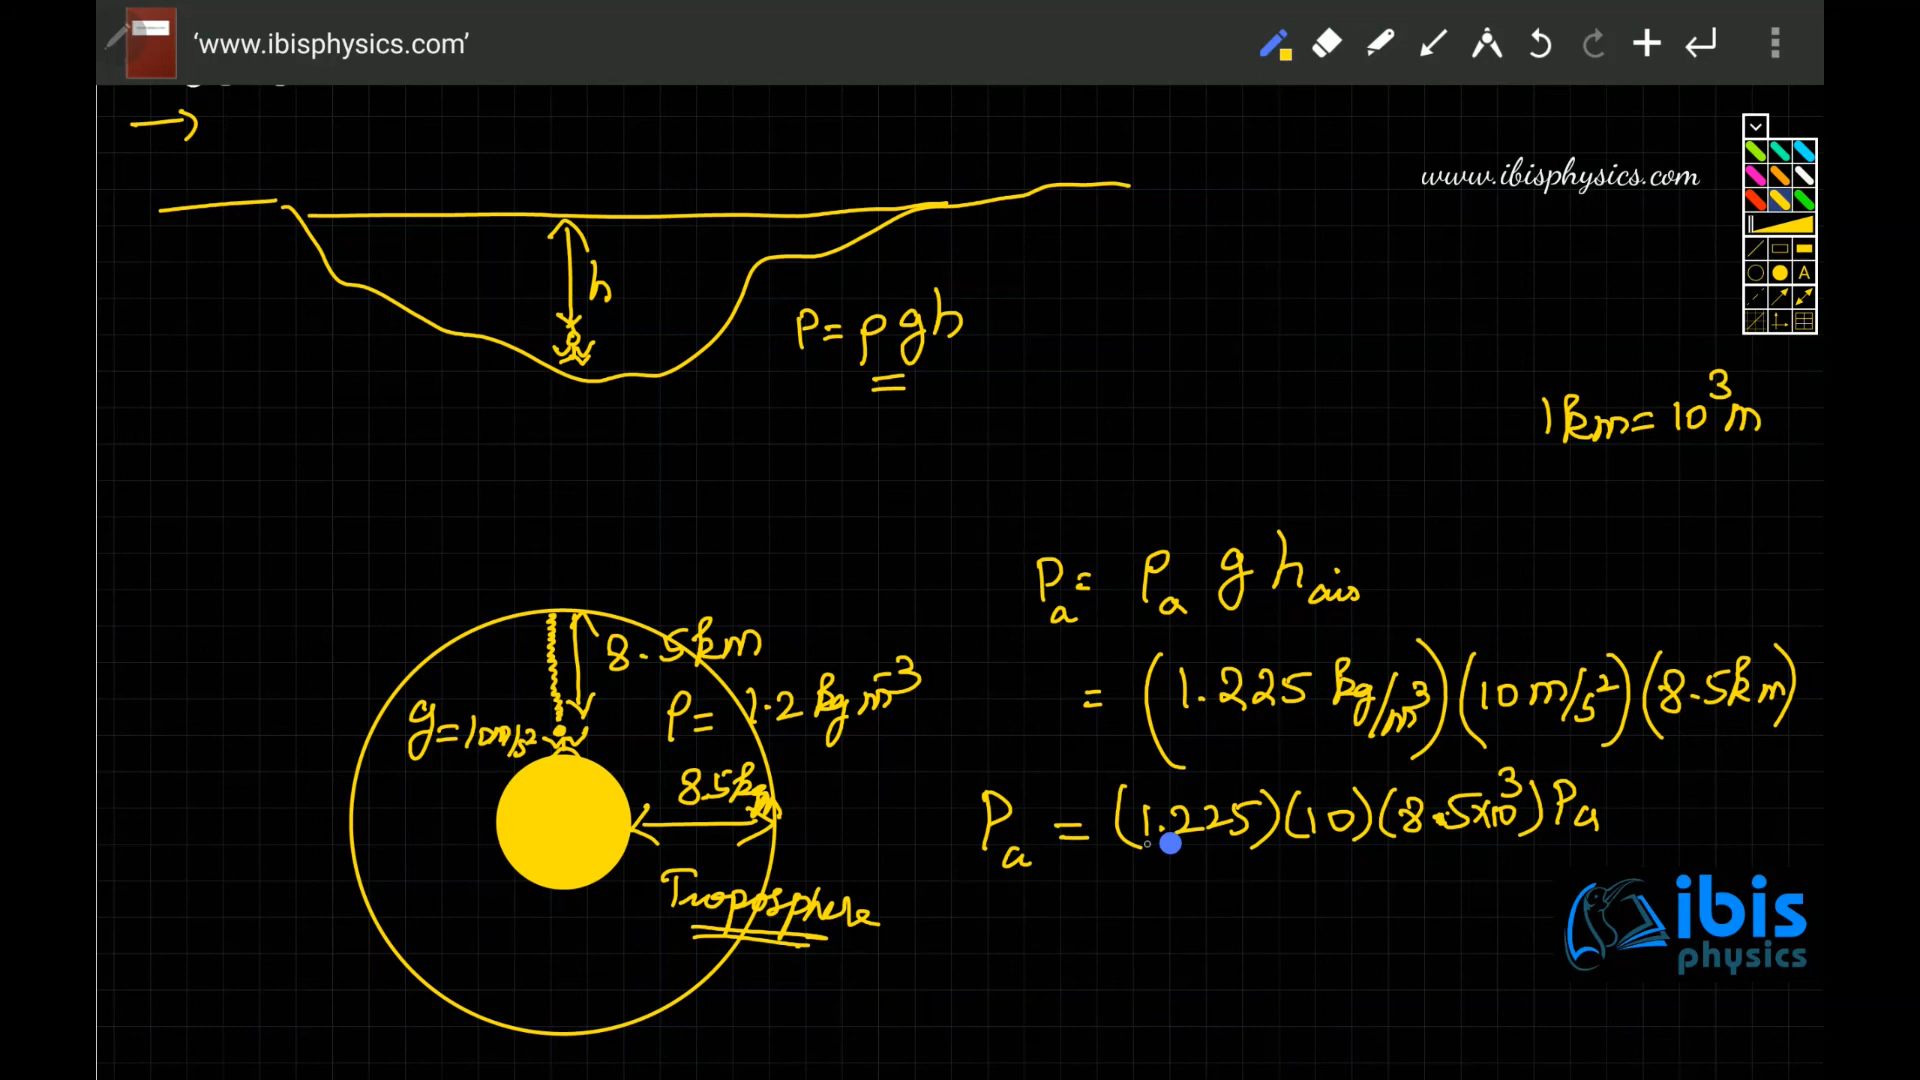 ‘www.ibisphysics.com’
www.ibisphysics.com
h
P = ρgh
1km = 10³m
Pₐ = ρₐ g h air
8.5km
ρ = 1.2 kg m⁻³
g = 10m/s²
= (1.225 kg/m³)(10m/s²)(8.5km)
8.5km
Pₐ = (1.225)(10)(8.5×10³)Pa
Troposphere
ibis
physics
A